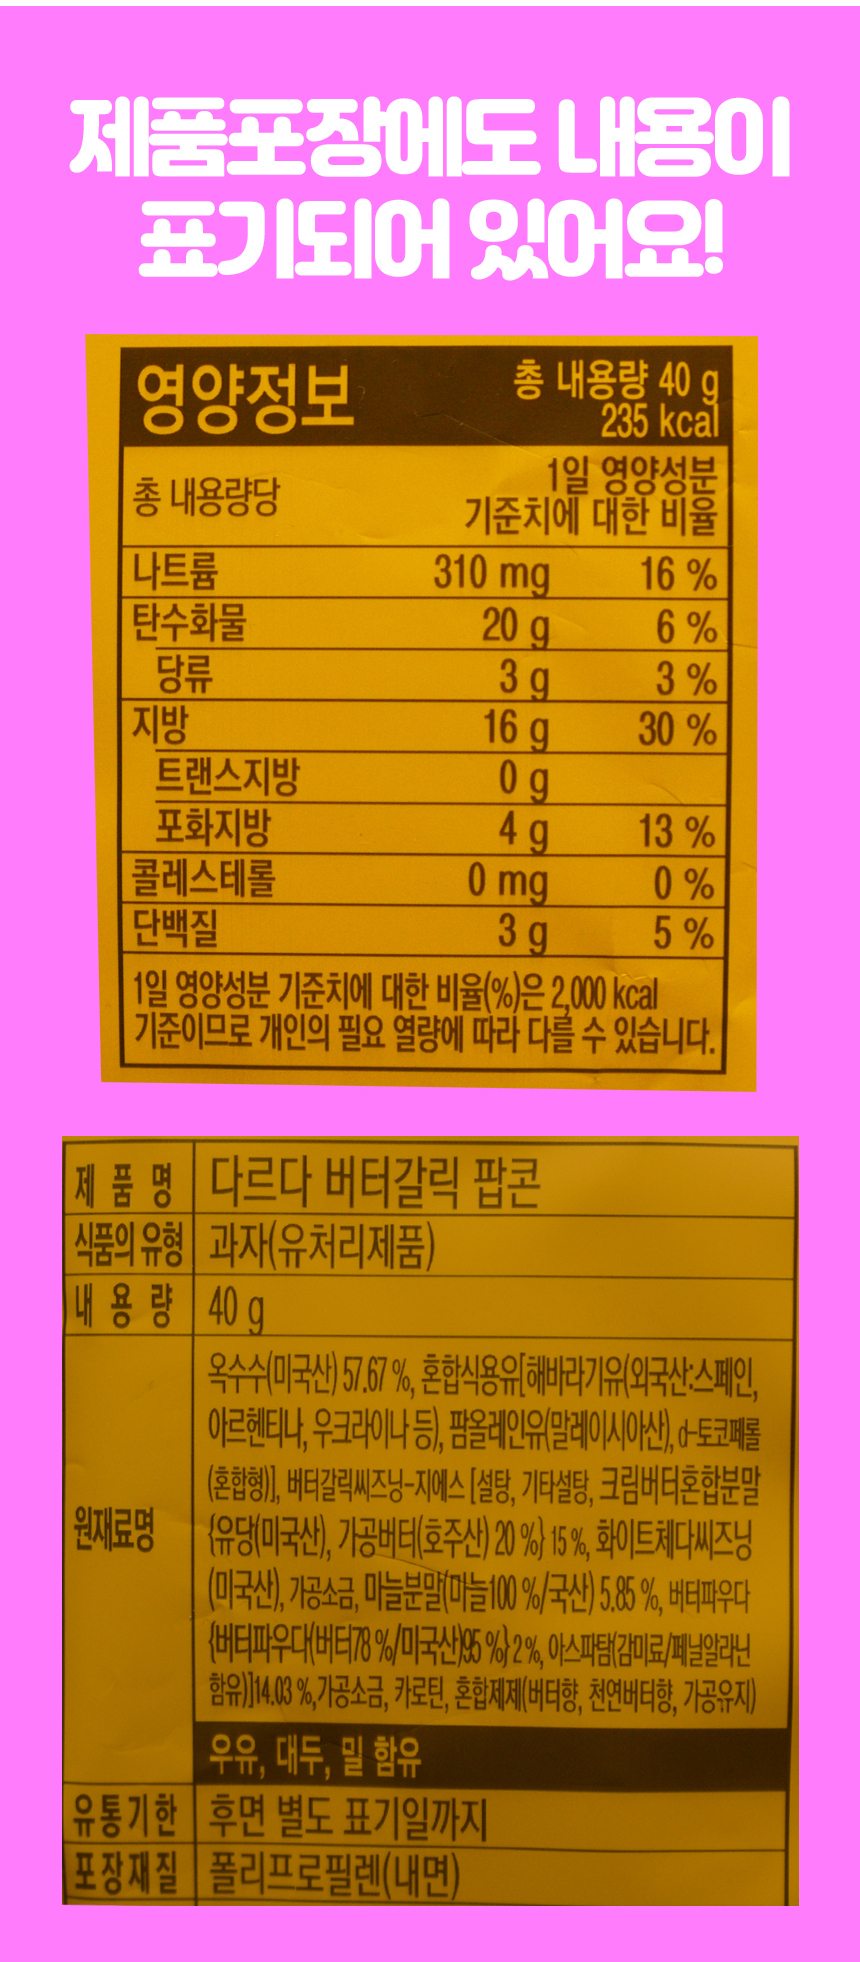 제품포장에도 내용이
표기되어 있어요!
영양정보
총 내용량 40 g
235 kcal
총 내용량당
1일 영양성분
기준치에 대한 비율
나트륨 310 mg 16 %
탄수화물 20 g 6 %
당류 3 g 3 %
지방 16 g 30 %
트랜스지방 0 g
포화지방 4 g 13 %
콜레스테롤 0 mg 0 %
단백질 3 g 5 %
1일 영양성분 기준치에 대한 비율(%)은 2,000 kcal
기준이므로 개인의 필요 열량에 따라 다를 수 있습니다.
제 품 명 다르다 버터갈릭 팝콘
식품의 유형 과자(유처리제품)
내 용 량 40 g
원재료명
옥수수(미국산) 57.67 %, 혼합식용유[해바라기유(외국산:스페인,
아르헨티나, 우크라이나 등), 팜올레인유(말레이시아산), d-토코페롤
(혼합형)], 버터갈릭씨즈닝-지에스 [설탕, 기타설탕, 크림버터혼합분말
{유당(미국산), 가공버터(호주산) 20 %} 15 %, 화이트체다씨즈닝
(미국산), 가공소금, 마늘분말(마늘100 %/국산) 5.85 %, 버터파우다
{버터파우다(버터78 %/미국산)95 %} 2 %, 아스파탐(감미료/페닐알라닌
함유)]14.03 %,가공소금, 카로틴, 혼합제제(버터향, 천연버터향, 가공유지)
우유, 대두, 밀 함유
유통기한 후면 별도 표기일까지
포장재질 폴리프로필렌(내면)